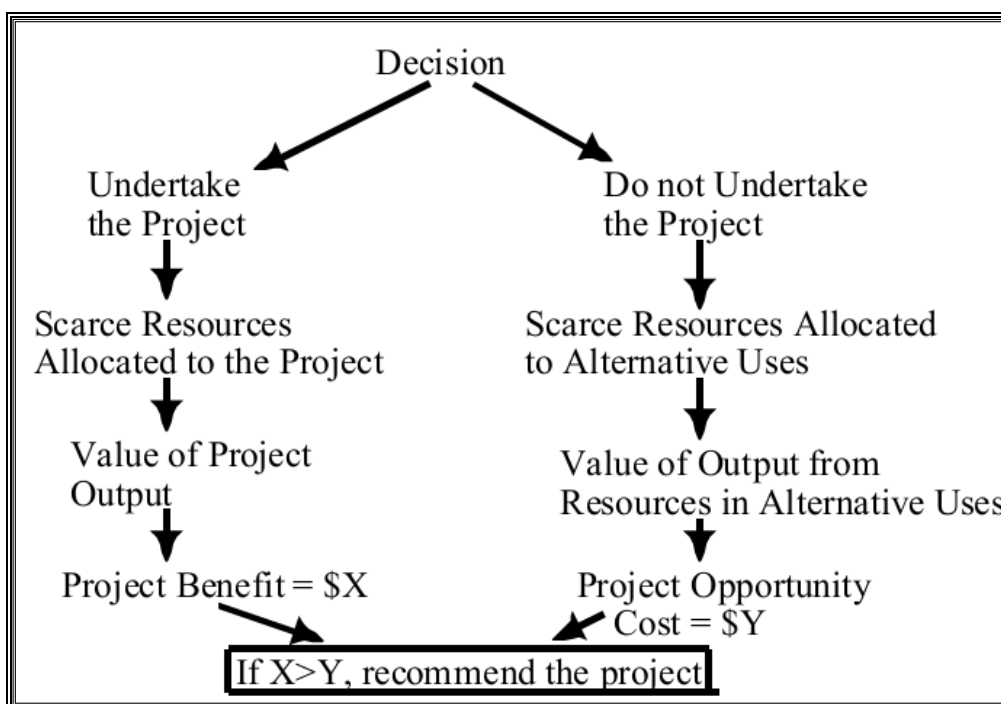 Decision
Undertake
the Project
Do not Undertake
the Project
Scarce Resources
Allocated to the Project
Scarce Resources Allocated
to Alternative Uses
Value of Project
Output
Value of Output from
Resources in Alternative Uses
Project Benefit = $X
Project Opportunity
Cost = $Y
If X>Y, recommend the project